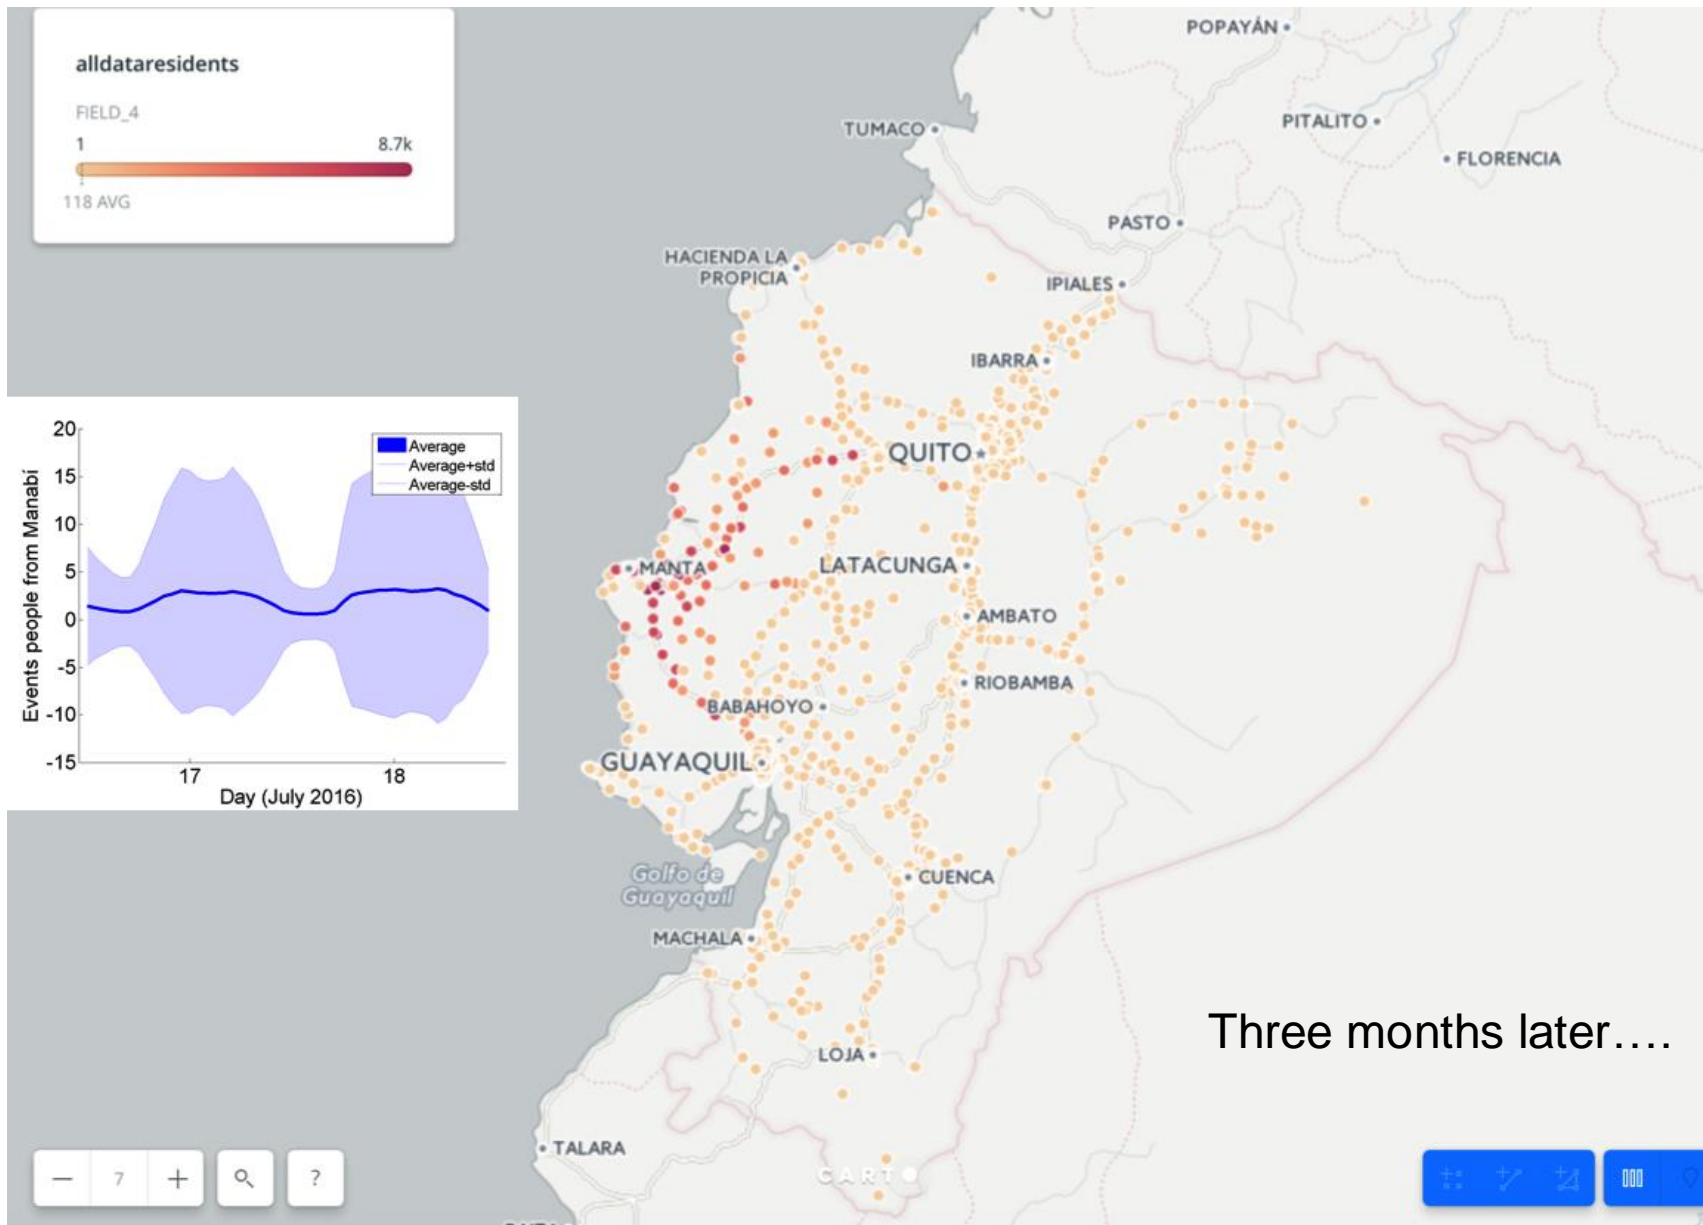 alldataresidents
FIELD_4
1 8.7k
118 AVG
POPAYÁN
TUMACO
PITALITO
FLORENCIA
PASTO
HACIENDA LA
PROPICIA
IPIALES
IBARRA
QUITO
MANTA
LATACUNGA
AMBATO
RIOBAMBA
BABAHOYO
GUAYAQUIL
Golfo de
Guayaquil
CUENCA
MACHALA
LOJA
TALARA
Events people from Manabí
20
15
10
5
0
-5
-10
-15
Average
Average+std
Average-std
17 18
Day (July 2016)
Three months later….
7
?
CARTO